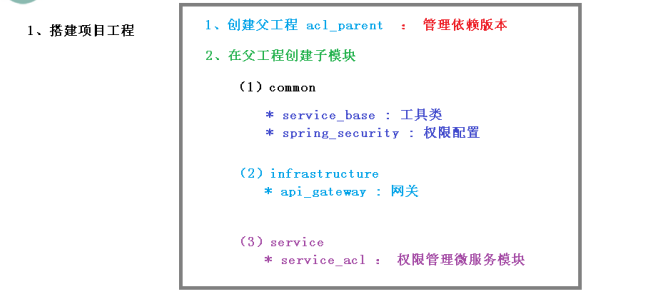 1、搭建项目工程
1、创建父工程 acl_parent ： 管理依赖版本
2、在父工程创建子模块
（1）common
* service_base : 工具类
* spring_security : 权限配置
（2）infrastructure
* api_gateway : 网关
（3）service
* service_acl ： 权限管理微服务模块